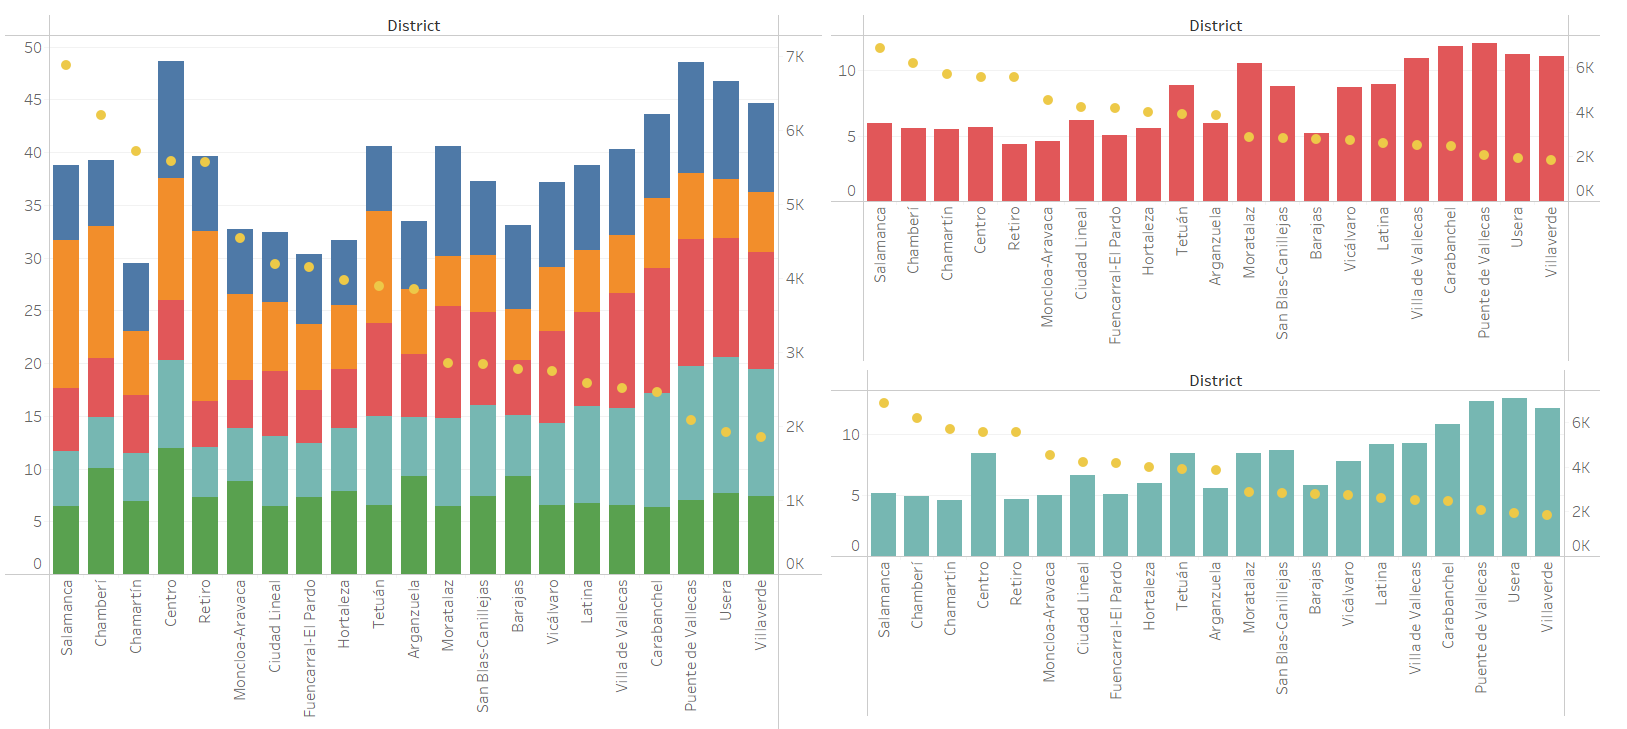 District
50
45
40
35
30
25
20
15
10
5
0
7K
6K
5K
4K
3K
2K
1K
0K
Salamanca
Chamberí
Chamartín
Centro
Retiro
Moncloa-Aravaca
Ciudad Lineal
Fuencarral-El Pardo
Hortaleza
Tetuán
Arganzuela
Moratalaz
San Blas-Canillejas
Barajas
Vicálvaro
Latina
Villa de Vallecas
Carabanchel
Puente de Vallecas
Usera
Villaverde
District
10
5
0
6K
4K
2K
0K
Salamanca
Chamberí
Chamartín
Centro
Retiro
Moncloa-Aravaca
Ciudad Lineal
Fuencarral-El Pardo
Hortaleza
Tetuán
Arganzuela
Moratalaz
San Blas-Canillejas
Barajas
Vicálvaro
Latina
Villa de Vallecas
Carabanchel
Puente de Vallecas
Usera
Villaverde
District
10
5
0
6K
4K
2K
0K
Salamanca
Chamberí
Chamartín
Centro
Retiro
Moncloa-Aravaca
Ciudad Lineal
Fuencarral-El Pardo
Hortaleza
Tetuán
Arganzuela
Moratalaz
San Blas-Canillejas
Barajas
Vicálvaro
Latina
Villa de Vallecas
Carabanchel
Puente de Vallecas
Usera
Villaverde